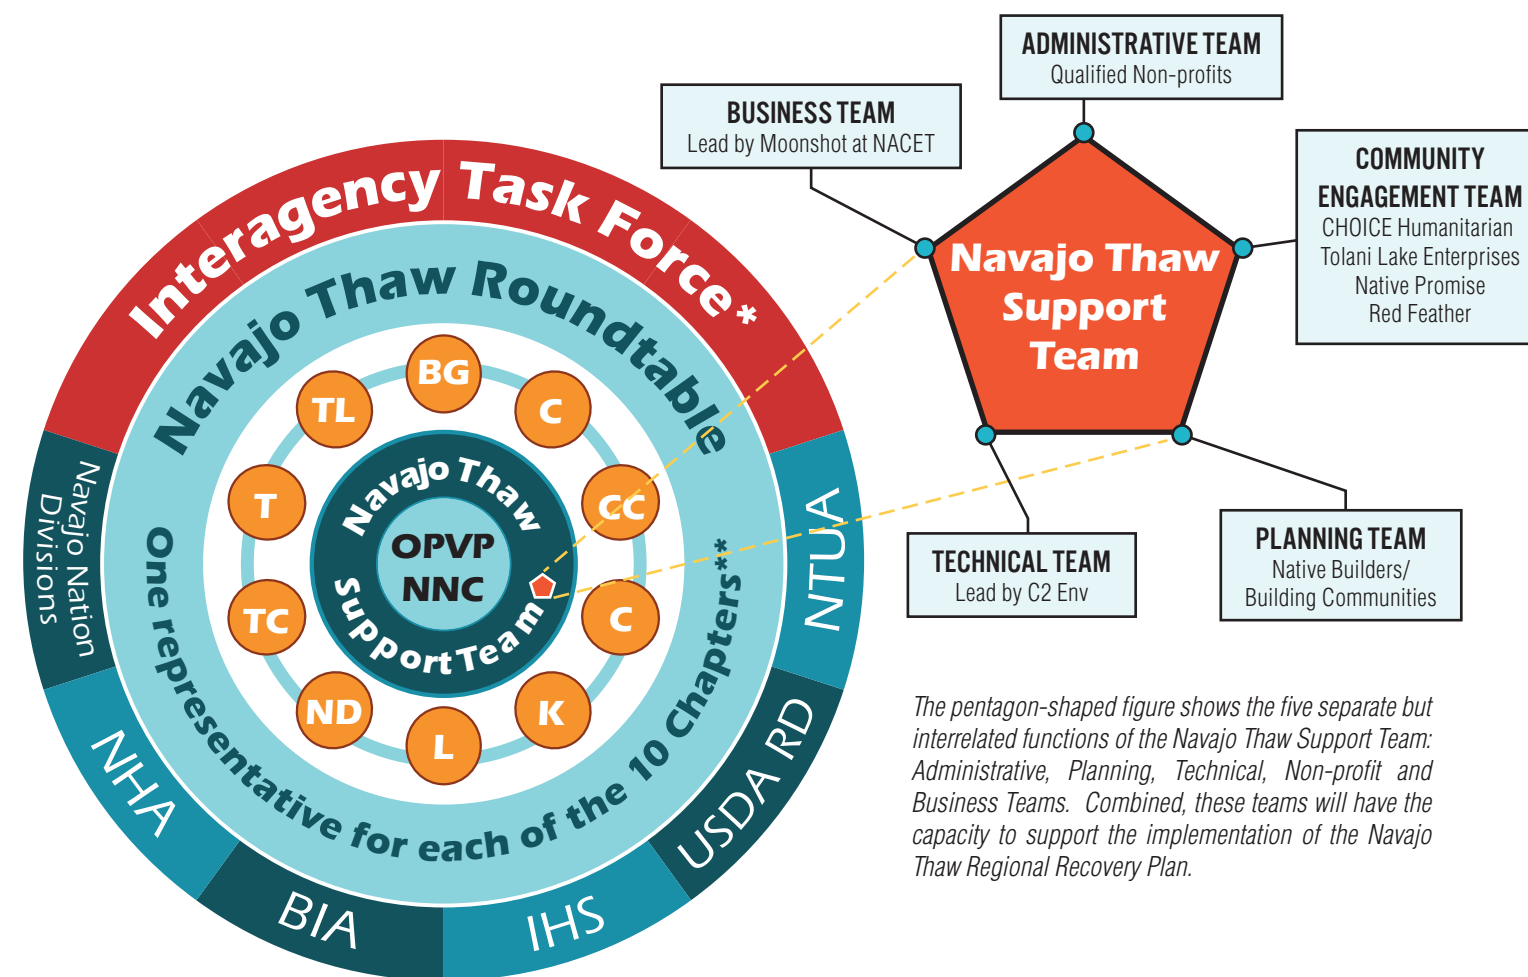 Interagency Task Force*
Navajo Thaw Roundtable
One representative for each of the 10 Chapters**
BG
C
CC
C
K
L
ND
TC
T
TL
Navajo Thaw
Support Team
OPVP
NNC
NTUA
USDA RD
IHS
BIA
NHA
Navajo Nation
Divisions
ADMINISTRATIVE TEAM
Qualified Non-profits
BUSINESS TEAM
Lead by Moonshot at NACET
COMMUNITY
ENGAGEMENT TEAM
CHOICE Humanitarian
Tolani Lake Enterprises
Native Promise
Red Feather
Navajo Thaw
Support
Team
TECHNICAL TEAM
Lead by C2 Env
PLANNING TEAM
Native Builders/
Building Communities
The pentagon-shaped figure shows the five separate but
interrelated functions of the Navajo Thaw Support Team:
Administrative, Planning, Technical, Non-profit and
Business Teams.  Combined, these teams will have the
capacity to support the implementation of the Navajo
Thaw Regional Recovery Plan.